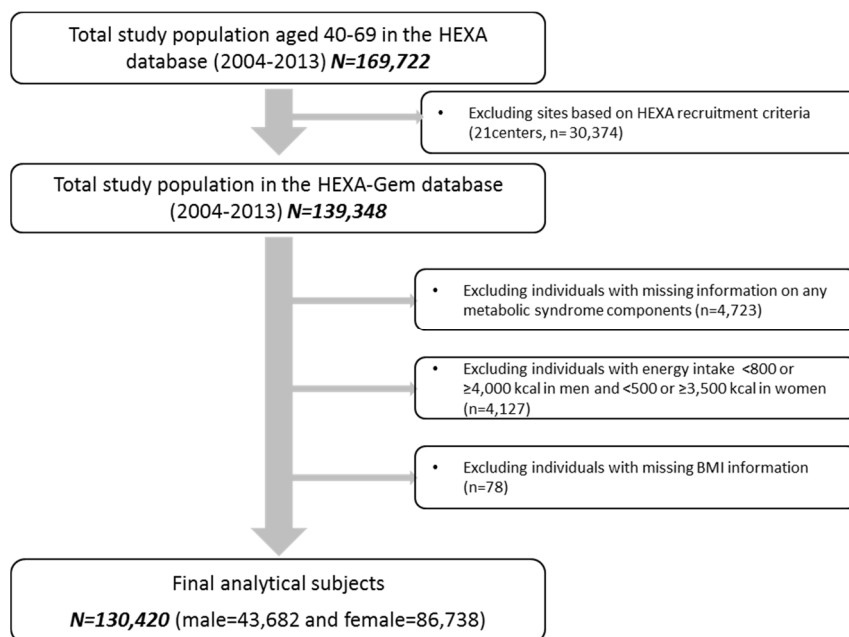 Total study population aged 40-69 in the HEXA
database (2004-2013) N=169,722
• Excluding sites based on HEXA recruitment criteria
(21centers, n= 30,374)
Total study population in the HEXA-Gem database
(2004-2013) N=139,348
• Excluding individuals with missing information on any
metabolic syndrome components (n=4,723)
• Excluding individuals with energy intake <800 or
≥4,000 kcal in men and <500 or ≥3,500 kcal in women
(n=4,127)
• Excluding individuals with missing BMI information
(n=78)
Final analytical subjects
N=130,420 (male=43,682 and female=86,738)